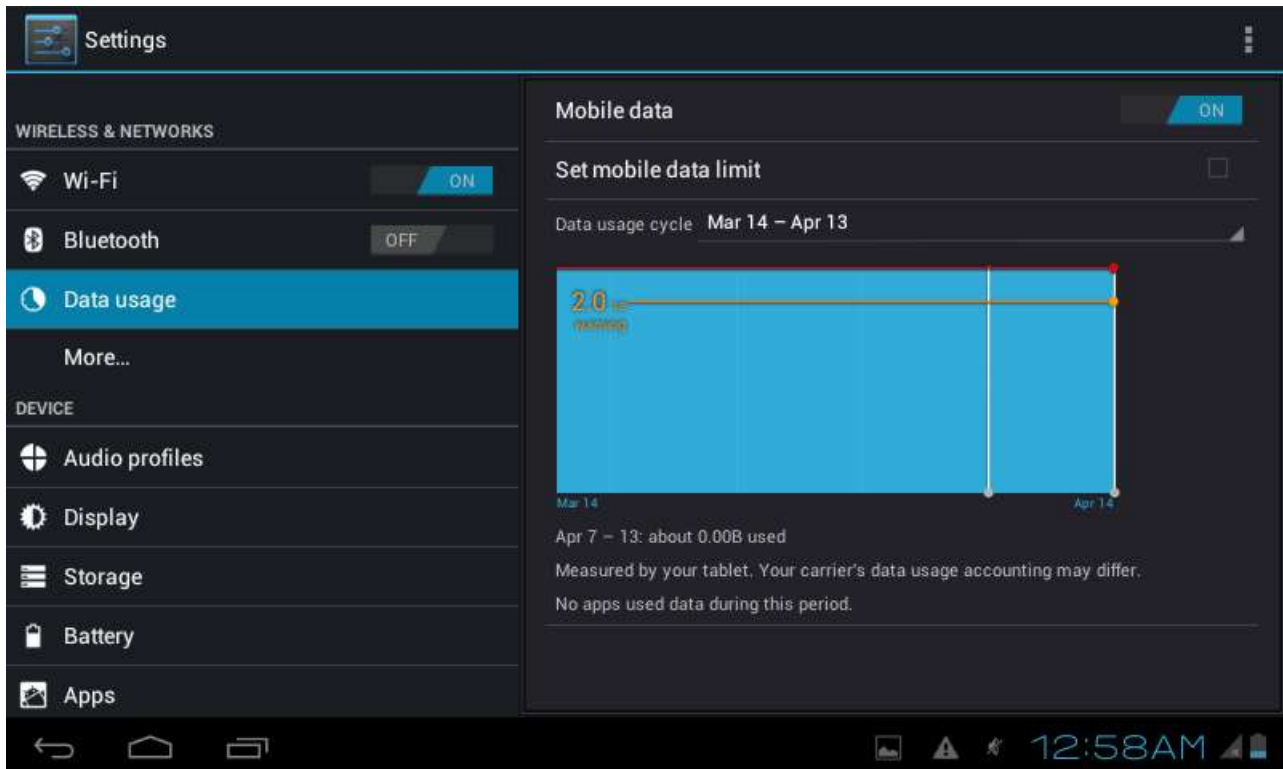 Settings
WIRELESS & NETWORKS
Wi-Fi ON
Bluetooth OFF
Data usage
More...
DEVICE
Audio profiles
Display
Storage
Battery
Apps
Mobile data ON
Set mobile data limit
Data usage cycle Mar 14 – Apr 13
2.0
warning
Mar 14 Apr 14
Apr 7 – 13: about 0.00B used
Measured by your tablet. Your carrier's data usage accounting may differ.
No apps used data during this period.
12:58AM